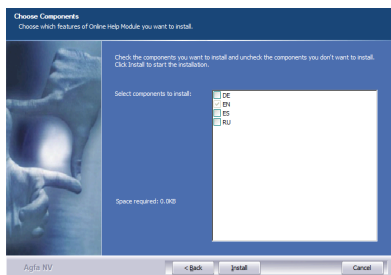 Choose Components
Choose which features of Online Help Module you want to install.
Check the components you want to install and uncheck the components you don't want to install.
Click Install to start the installation.
Select components to install:
DE
EN
ES
RU
Space required: 0.0KB
Agfa NV
< Back
Install
Cancel